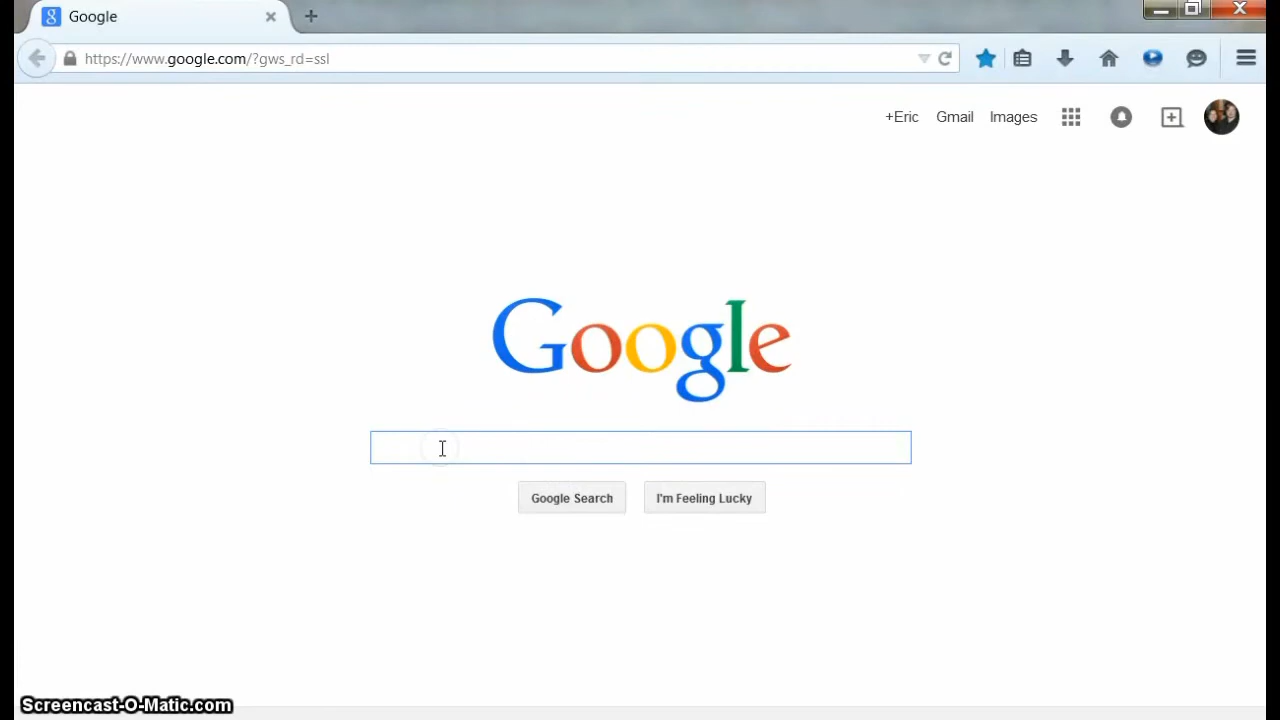 Google
https://www.google.com/?gws_rd=ssl
+Eric Gmail Images
Google
Google Search I'm Feeling Lucky
Screencast-O-Matic.com